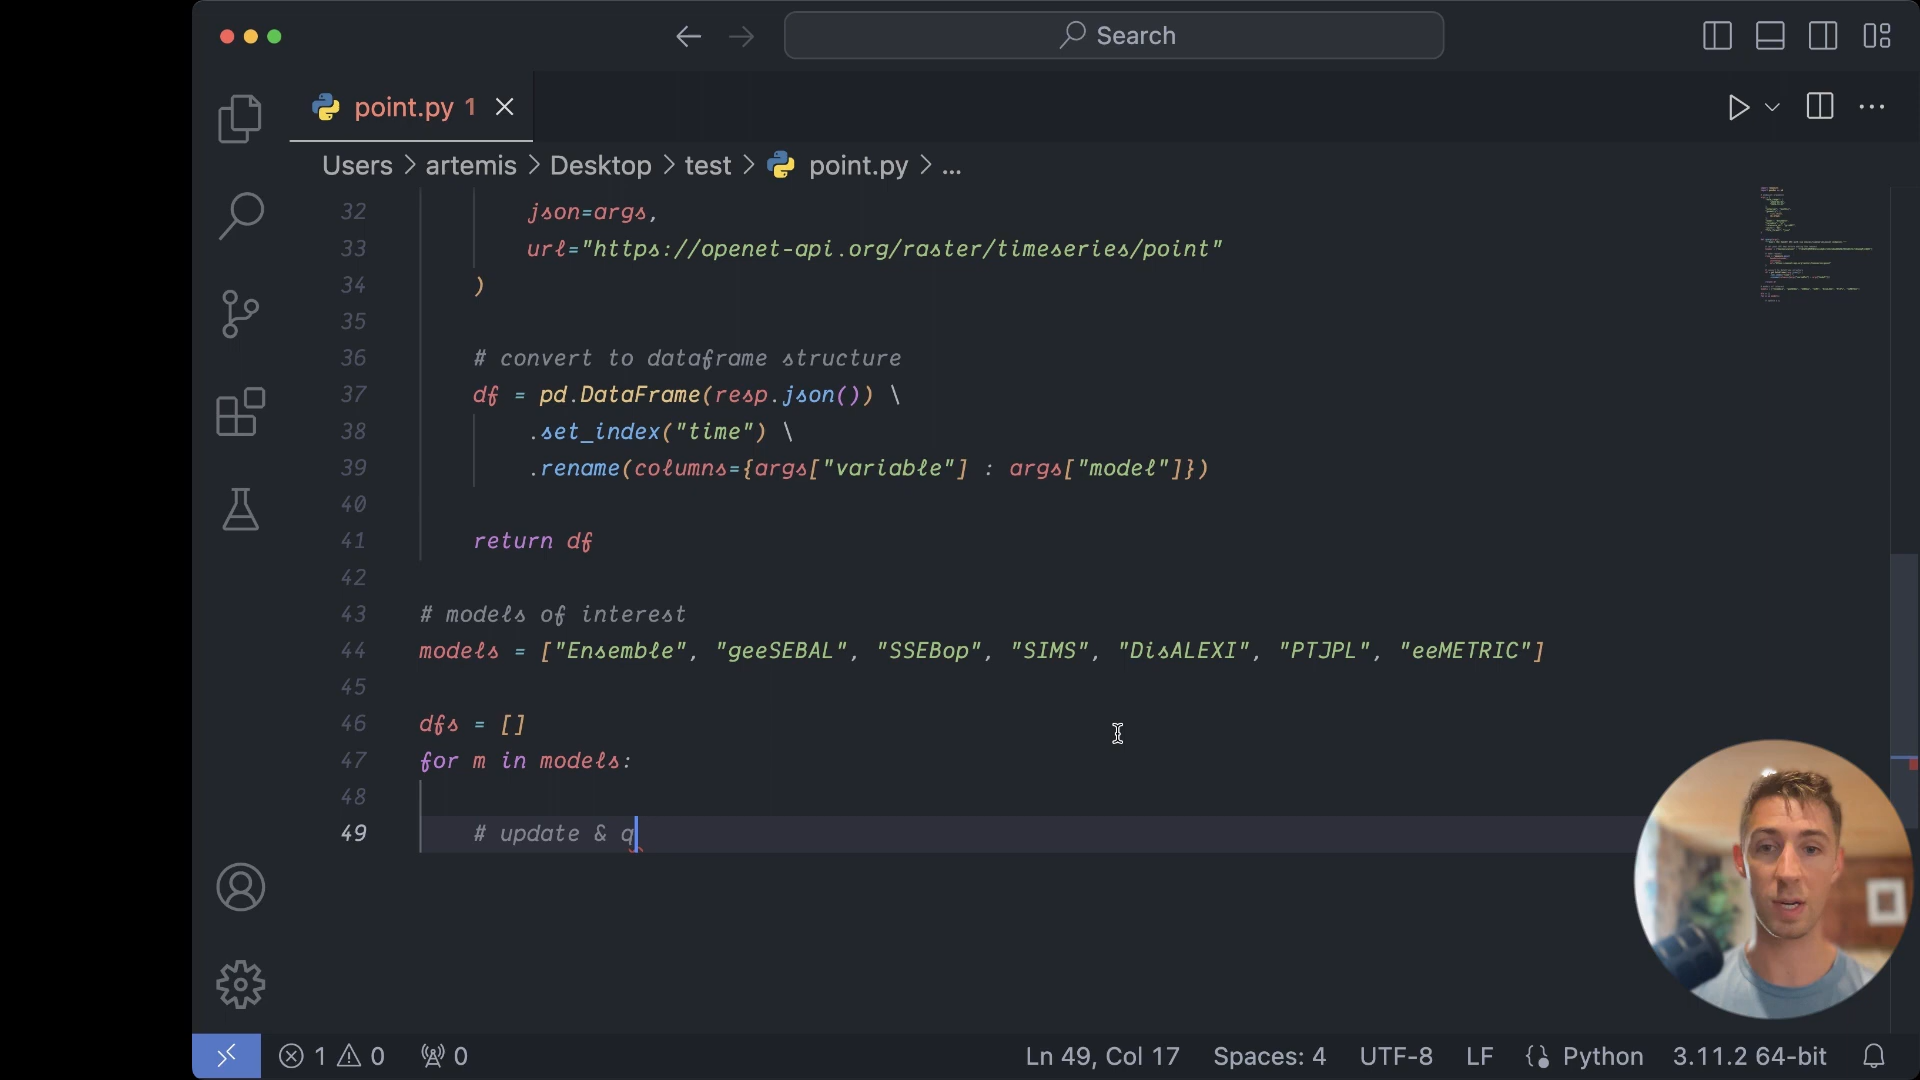 Search
point.py 1
Users > artemis > Desktop > test > point.py > ...
32 json=args,
33 url="https://openet-api.org/raster/timeseries/point"
34 )
35
36 # convert to dataframe structure
37 df = pd.DataFrame(resp.json()) \
38 .set_index("time") \
39 .rename(columns={args["variable"] : args["model"]})
40
41 return df
42
43 # models of interest
44 models = ["Ensemble", "geeSEBAL", "SSEBop", "SIMS", "DisALEXI", "PTJPL", "eeMETRIC"]
45
46 dfs = []
47 for m in models:
48
49 # update & q
1 0 0 Ln 49, Col 17 Spaces: 4 UTF-8 LF Python 3.11.2 64-bit